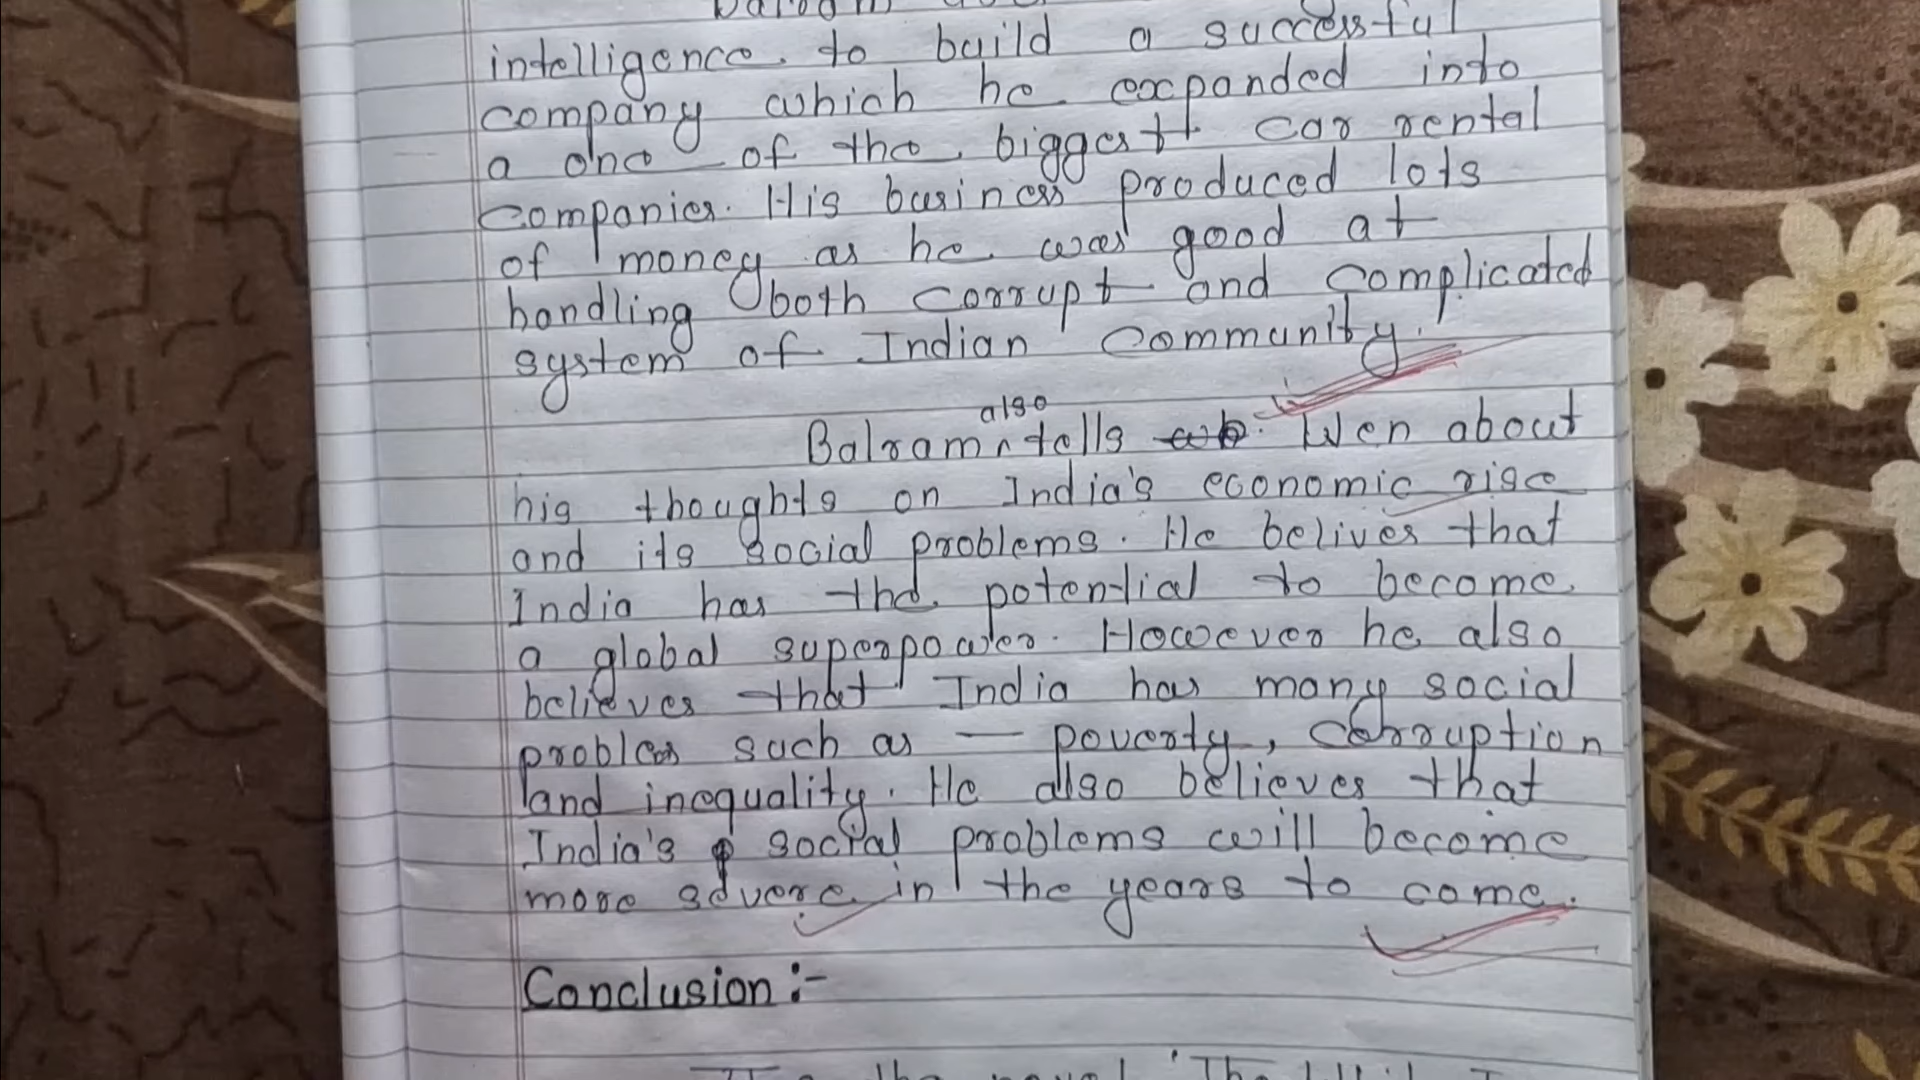 intelligence to build a successful
company which he expanded into
a one of the biggest car rental
companies. His business produced lots
of money as he was good at
handling both corrupt and complicated
system of Indian Community.
also
Balram tells Wen about
his thoughts on India's economic rise
and its social problems. He belives that
India has the potential to become
a global superpower. However he also
believes that India has many social
problems such as — poverty, corruption
and inequality. He also believes that
India's social problems will become
more in the years to come.
Conclusion :-